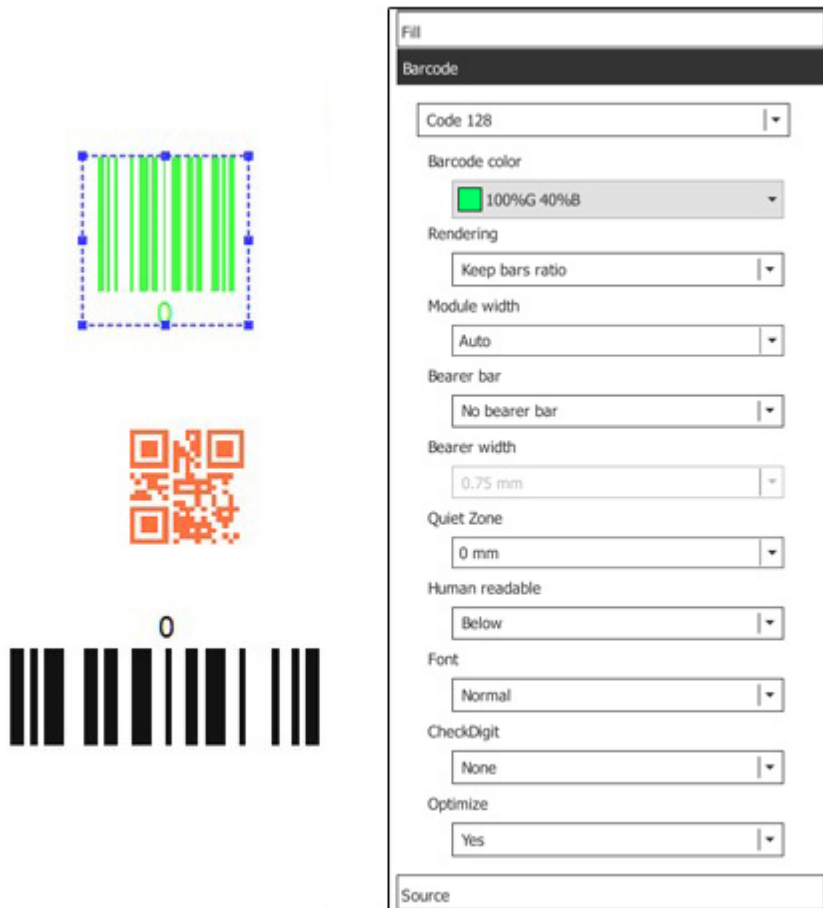 0
0
Fill
Barcode
Code 128
Barcode color
100%G 40%B
Rendering
Keep bars ratio
Module width
Auto
Bearer bar
No bearer bar
Bearer width
0.75 mm
Quiet Zone
0 mm
Human readable
Below
Font
Normal
CheckDigit
None
Optimize
Yes
Source